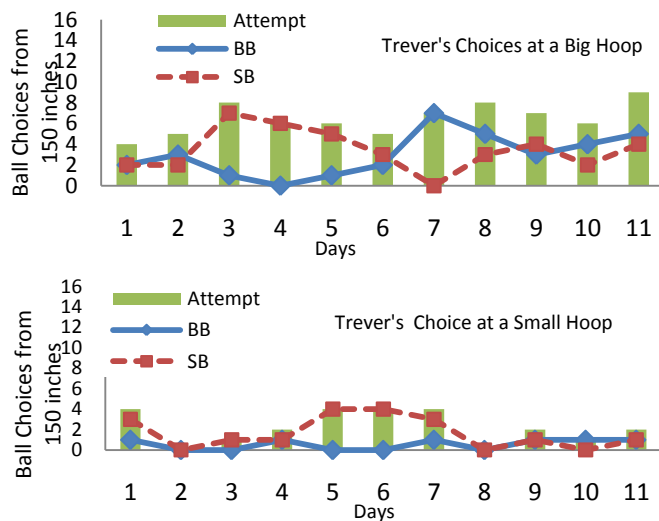 Ball Choices from
150 inches
16
14
12
10
8
6
4
2
0
Attempt
BB
SB
Trever's Choices at a Big Hoop
1 2 3 4 5 6 7 8 9 10 11
Days
Ball Choices from
150 inches
16
14
12
10
8
6
4
2
0
Attempt
BB
SB
Trever's Choice at a Small Hoop
1 2 3 4 5 6 7 8 9 10 11
Days